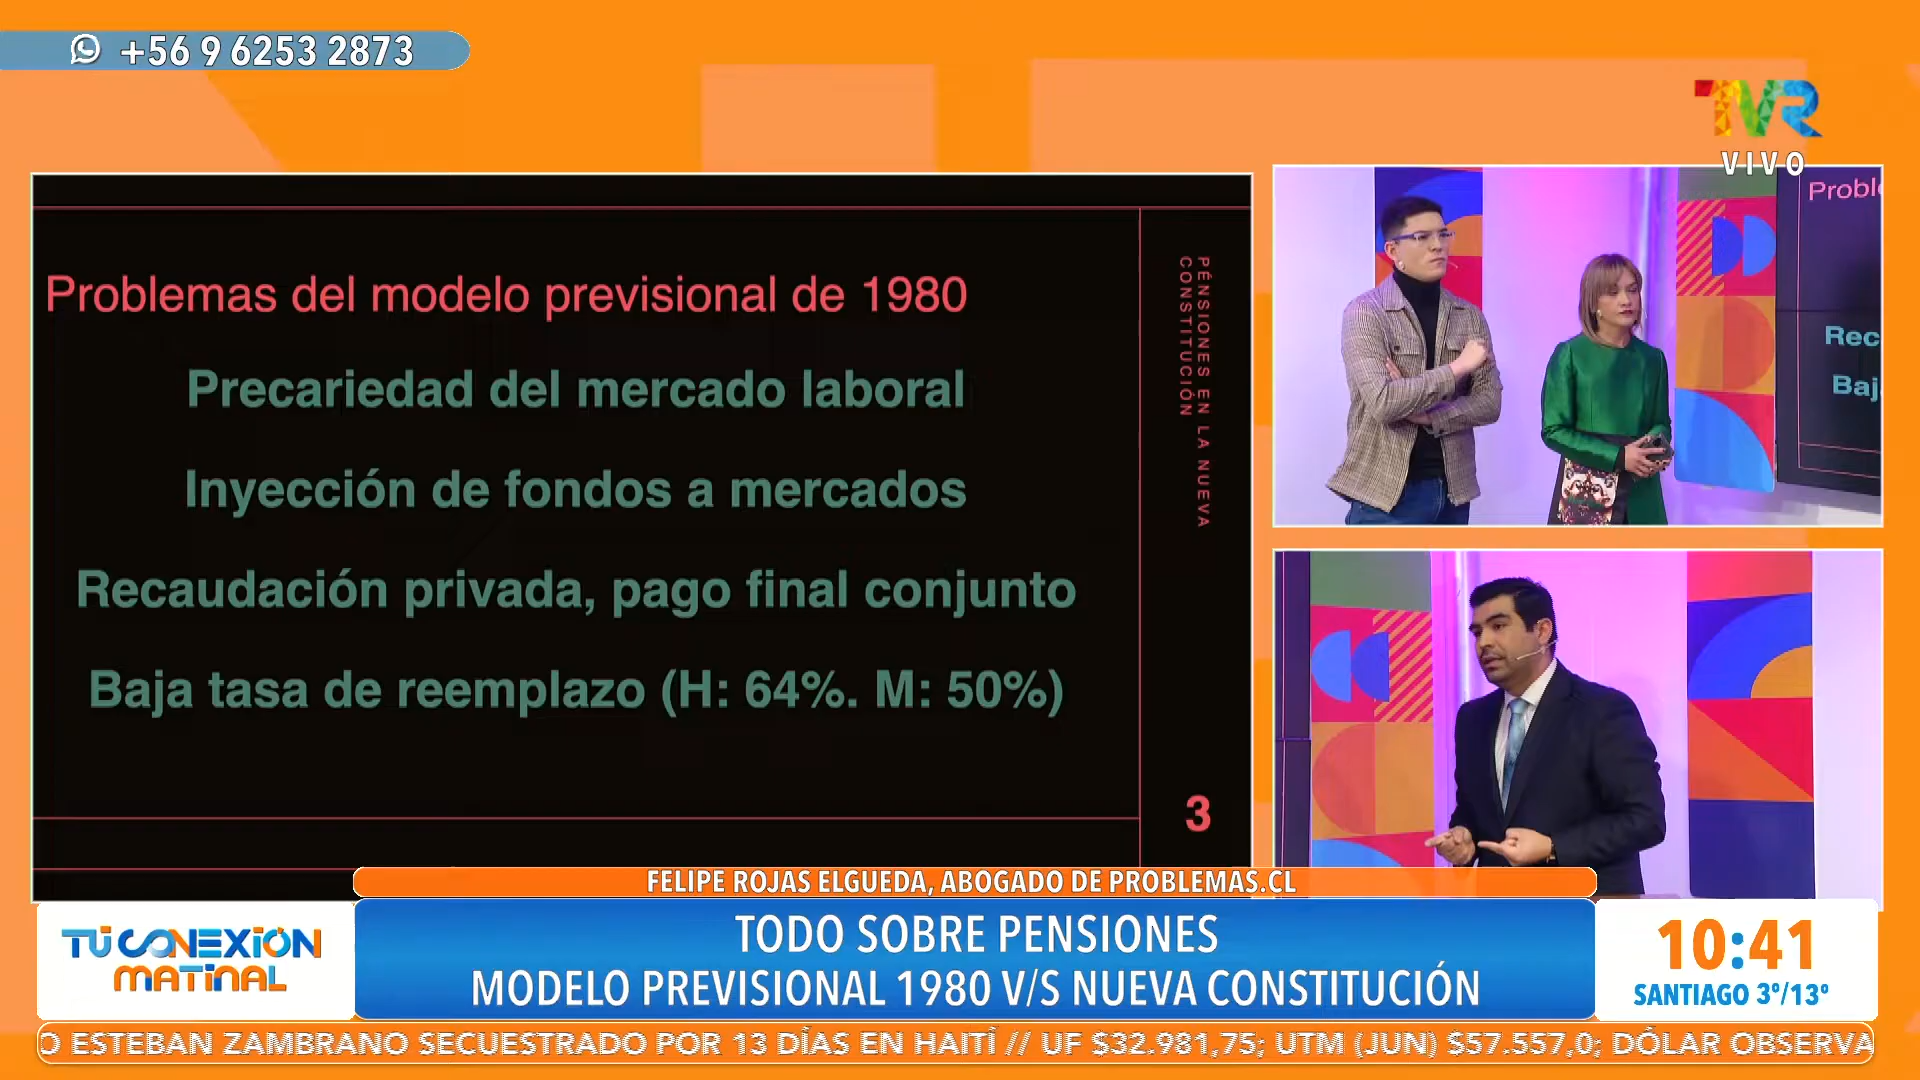 +56 9 6253 2873
TVR
VIVO
Problemas del modelo previsional de 1980
Precariedad del mercado laboral
Inyección de fondos a mercados
Recaudación privada, pago final conjunto
Baja tasa de reemplazo (H: 64%. M: 50%)
PENSIONES EN LA NUEVA
CONSTITUCIÓN
3
Proble
Rec
Baj
FELIPE ROJAS ELGUEDA, ABOGADO DE PROBLEMAS.CL
TODO SOBRE PENSIONES
MODELO PREVISIONAL 1980 V/S NUEVA CONSTITUCIÓN
TÚ CONEXIÓN
MATINAL
10:41
SANTIAGO 3º/13º
O ESTEBAN ZAMBRANO SECUESTRADO POR 13 DÍAS EN HAITÍ // UF $32.981,75; UTM (JUN) $57.557,0; DÓLAR OBSERVA